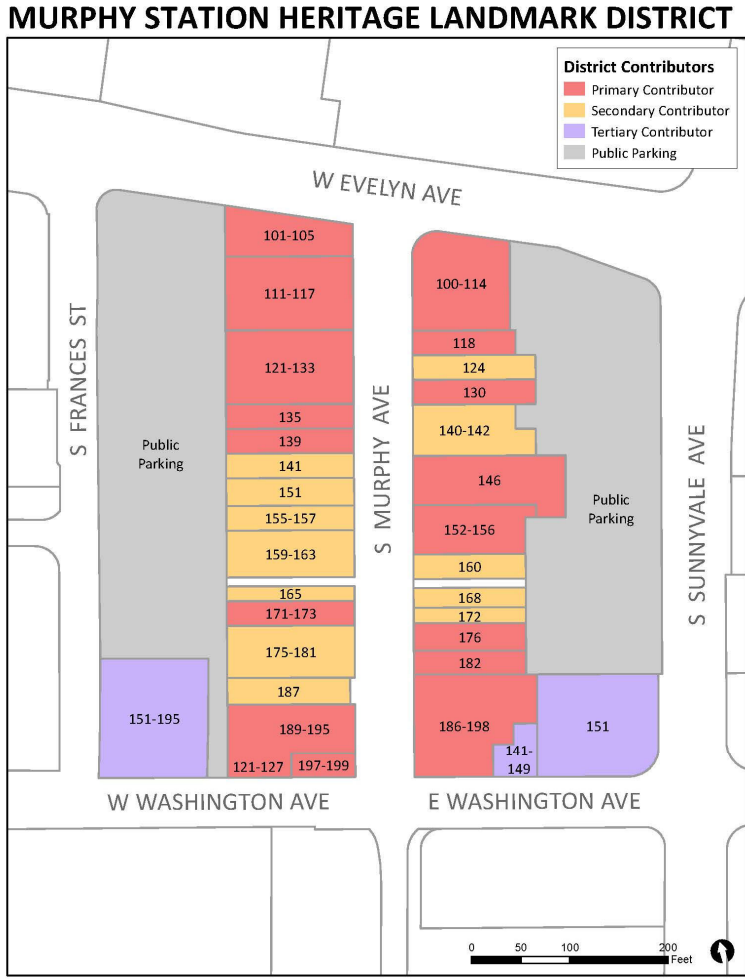 MURPHY STATION HERITAGE LANDMARK DISTRICT
District Contributors
Primary Contributor
Secondary Contributor
Tertiary Contributor
Public Parking
W EVELYN AVE
S FRANCES ST
Public
Parking
101-105
111-117
121-133
135
139
141
151
155-157
159-163
165
171-173
175-181
187
189-195
121-127
197-199
151-195
S MURPHY AVE
100-114
118
124
130
140-142
146
152-156
160
168
172
176
182
186-198
141-
149
151
Public
Parking
S SUNNYVALE AVE
W WASHINGTON AVE
E WASHINGTON AVE
0 50 100 200
Feet